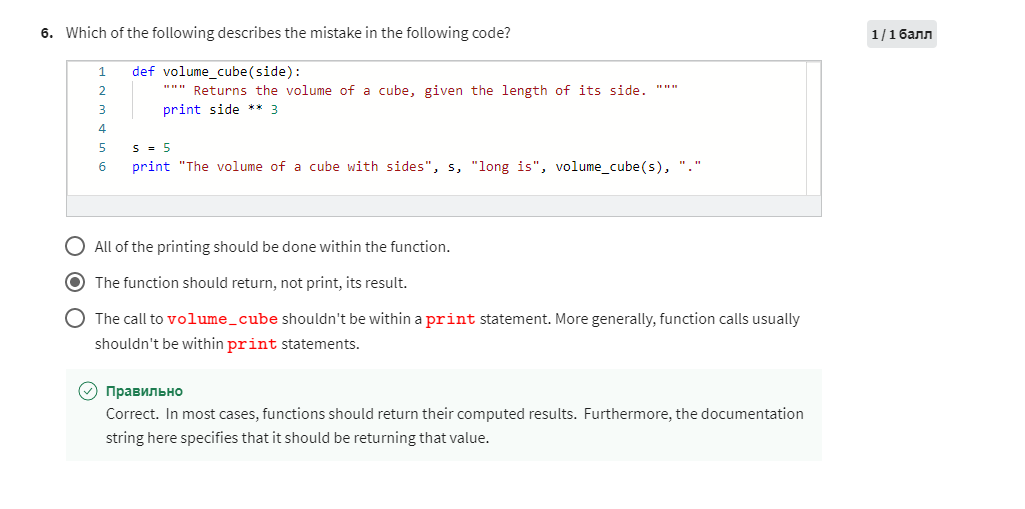 6. Which of the following describes the mistake in the following code?
1 / 1 балл
1 def volume_cube(side):
2     """ Returns the volume of a cube, given the length of its side. """
3     print side ** 3
4
5 s = 5
6 print "The volume of a cube with sides", s, "long is", volume_cube(s), "."
All of the printing should be done within the function.
The function should return, not print, its result.
The call to volume_cube shouldn't be within a print statement. More generally, function calls usually
shouldn't be within print statements.
Правильно
Correct. In most cases, functions should return their computed results. Furthermore, the documentation
string here specifies that it should be returning that value.